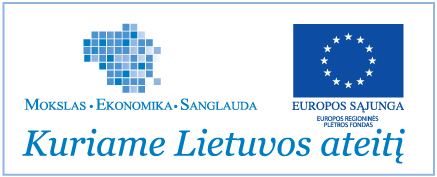 MOKSLAS • EKONOMIKA • SANGLAUDA
EUROPOS SĄJUNGA
EUROPOS REGIONINĖS
PLĖTROS FONDAS
Kuriame Lietuvos ateitį